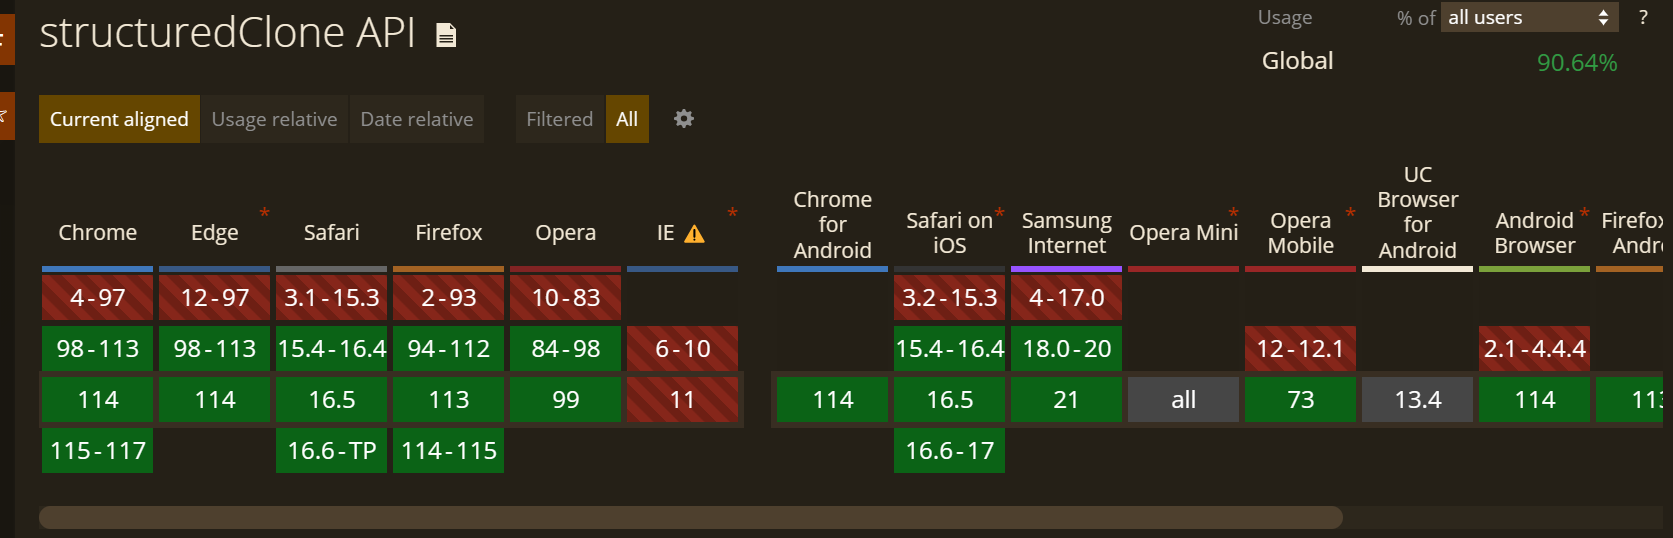 structuredClone API
Usage % of all users ?
Global 90.64%
Current aligned Usage relative Date relative Filtered All
Chrome Edge * Safari Firefox Opera IE * Chrome for Android Safari on iOS * Samsung Internet Opera Mini * Opera Mobile * UC Browser for Android Android Browser * Firefox
4-97 12-97 3.1-15.3 2-93 10-83 3.2-15.3 4-17.0
98-113 98-113 15.4-16.4 94-112 84-98 6-10 15.4-16.4 18.0-20 12-12.1 2.1-4.4.4
114 114 16.5 113 99 11 114 16.5 21 all 73 13.4 114
115-117 16.6-TP 114-115 16.6-17